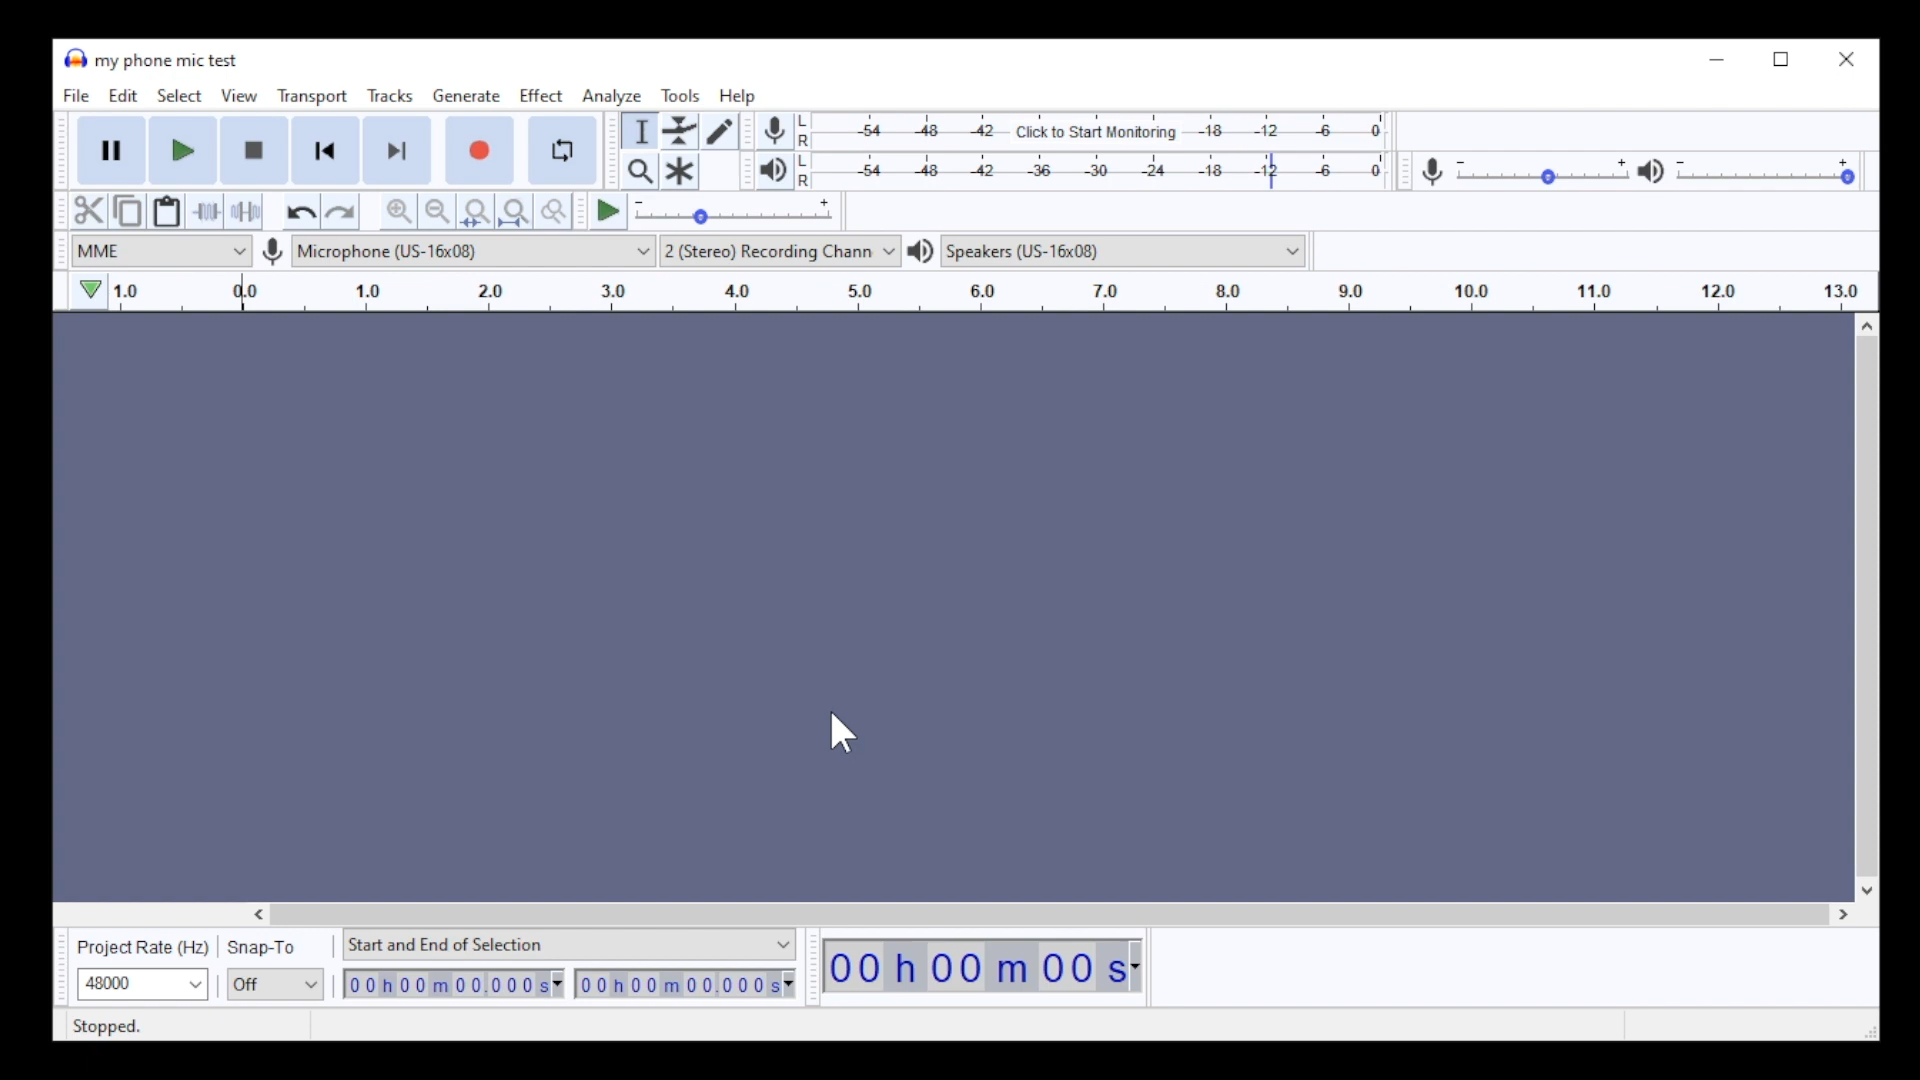 my phone mic test
File Edit Select View Transport Tracks Generate Effect Analyze Tools Help
L R -54 -48 -42 Click to Start Monitoring -18 -12 -6 0
L R -54 -48 -42 -36 -30 -24 -18 -12 -6 0 - + - +
- +
MME Microphone (US-16x08) 2 (Stereo) Recording Chann Speakers (US-16x08)
1.0 0.0 1.0 2.0 3.0 4.0 5.0 6.0 7.0 8.0 9.0 10.0 11.0 12.0 13.0
Project Rate (Hz) Snap-To Start and End of Selection
48000 Off 00 h 00 m 00.000 s 00 h 00 m 00.000 s 00 h 00 m 00 s
Stopped.